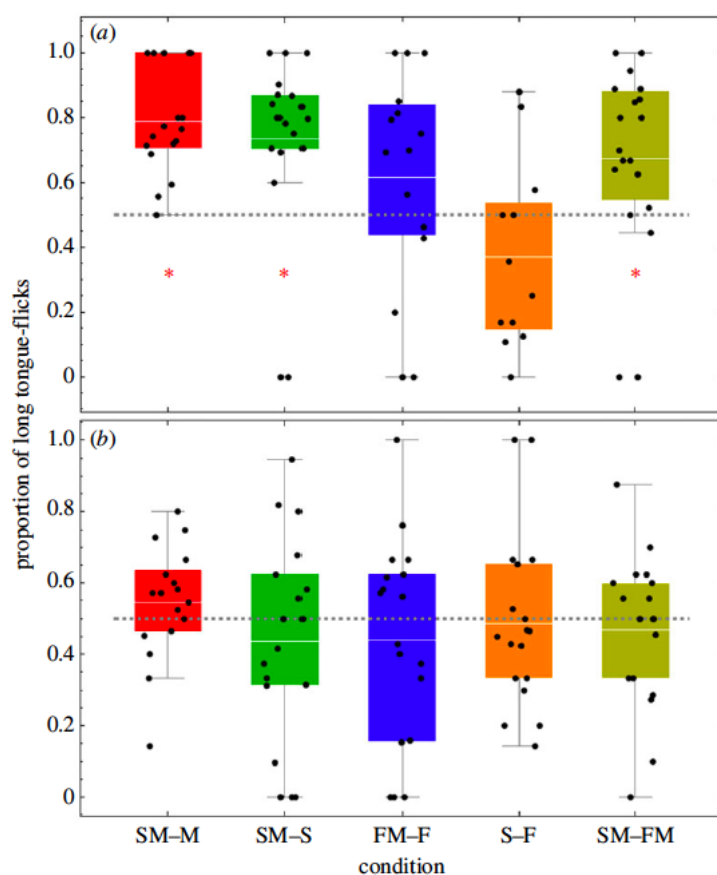 (a)
1.0
0.8
0.6
0.4
0.2
0
* * *
(b)
1.0
0.8
0.6
0.4
0.2
0
proportion of long tongue-flicks
SM–M SM–S FM–F S–F SM–FM
condition